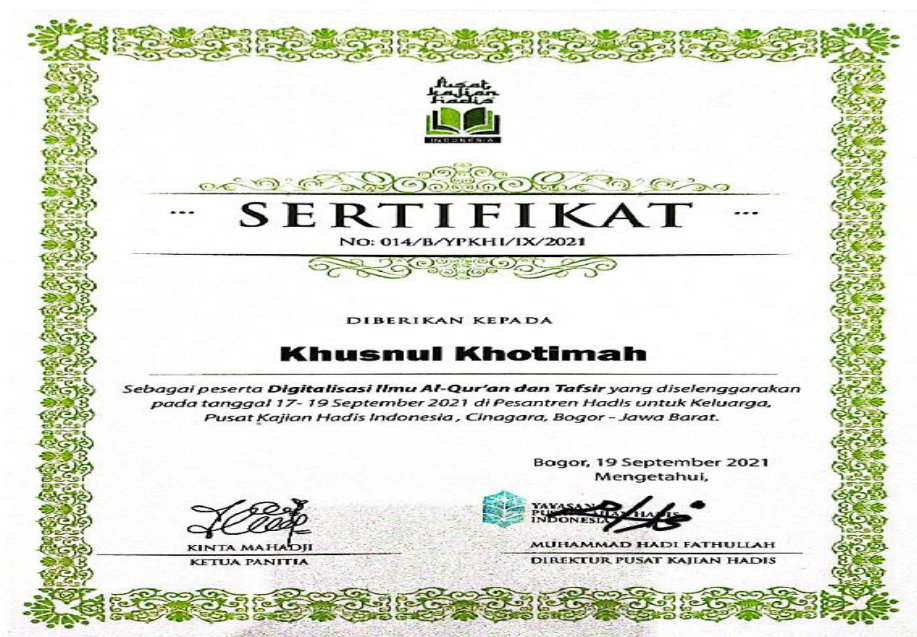 Pusat
Kajian
Hadis
INDONESIA
SERTIFIKAT
NO: 014/B/YPKHI/IX/2021
DIBERIKAN KEPADA
Khusnul Khotimah
Sebagai peserta Digitalisasi Ilmu Al-Qur'an dan Tafsir yang diselenggarakan
pada tanggal 17- 19 September 2021 di Pesantren Hadis untuk Keluarga,
Pusat Kajian Hadis Indonesia , Cinagara, Bogor – Jawa Barat.
Bogor, 19 September 2021
Mengetahui,
YAYASAN
HADIS
INDONESIA
KINTA MAHADJI
KETUA PANITIA
MUHAMMAD HADI FATHULLAH
DIREKTUR PUSAT KAJIAN HADIS